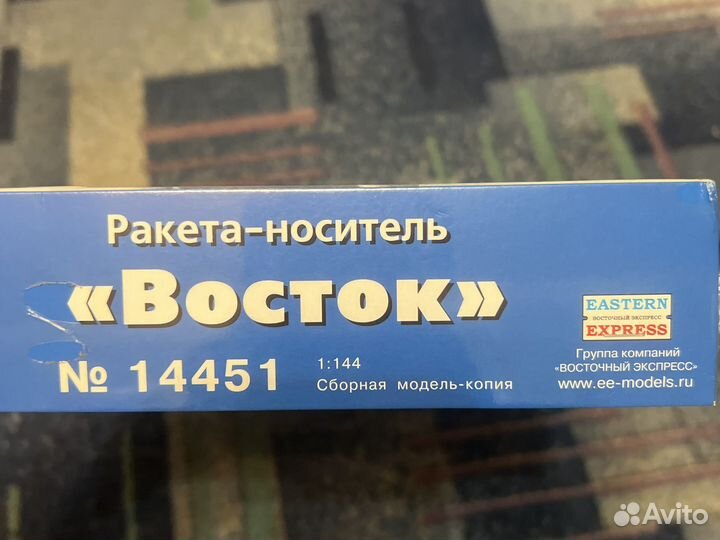 Ракета-носитель
«Восток»
№ 14451
1:144
Сборная модель-копия
EASTERN
ВОСТОЧНЫЙ ЭКСПРЕСС
EXPRESS
Группа компаний
„ВОСТОЧНЫЙ ЭКСПРЕСС"
www.ee-models.ru
Avito